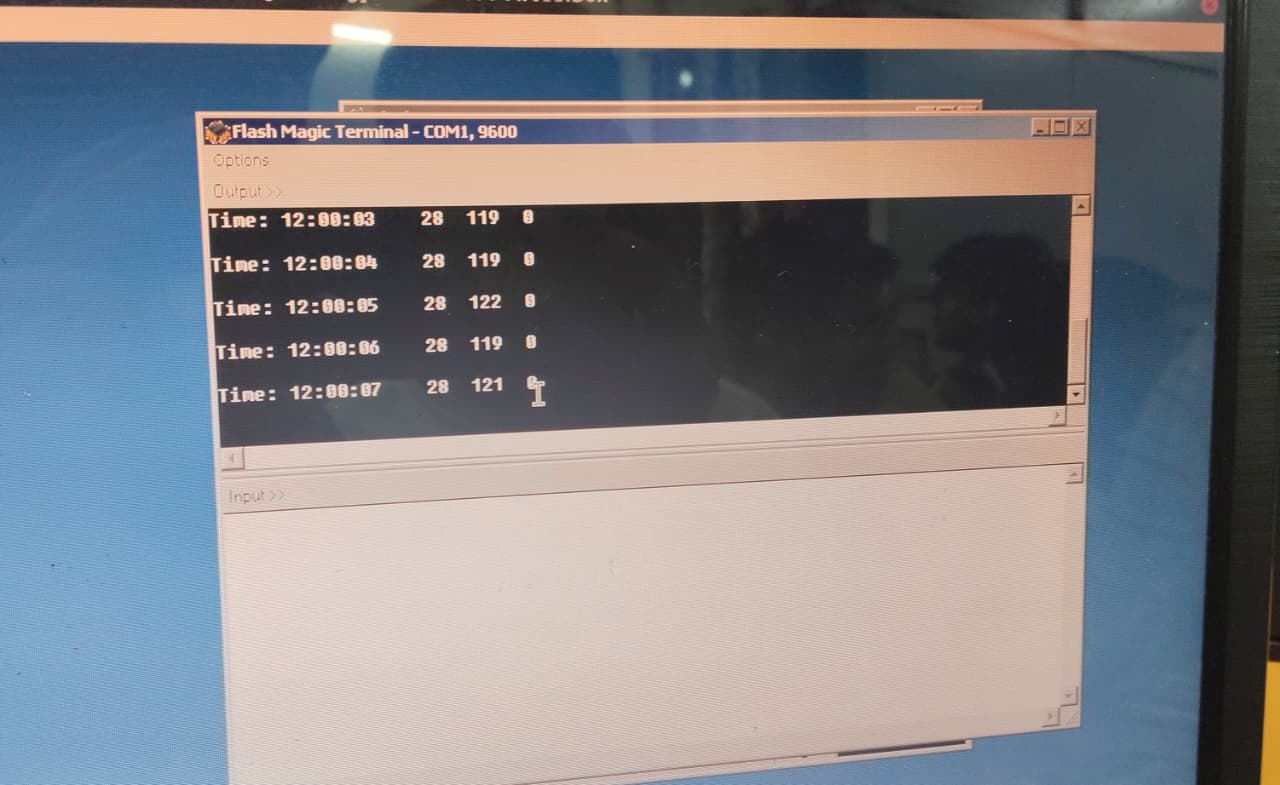 Flash Magic Terminal - COM1, 9600
Options
Output >>
Time: 12:00:03 28 119 0
Time: 12:00:04 28 119 0
Time: 12:00:05 28 122 0
Time: 12:00:06 28 119 0
Time: 12:00:07 28 121
Input >>